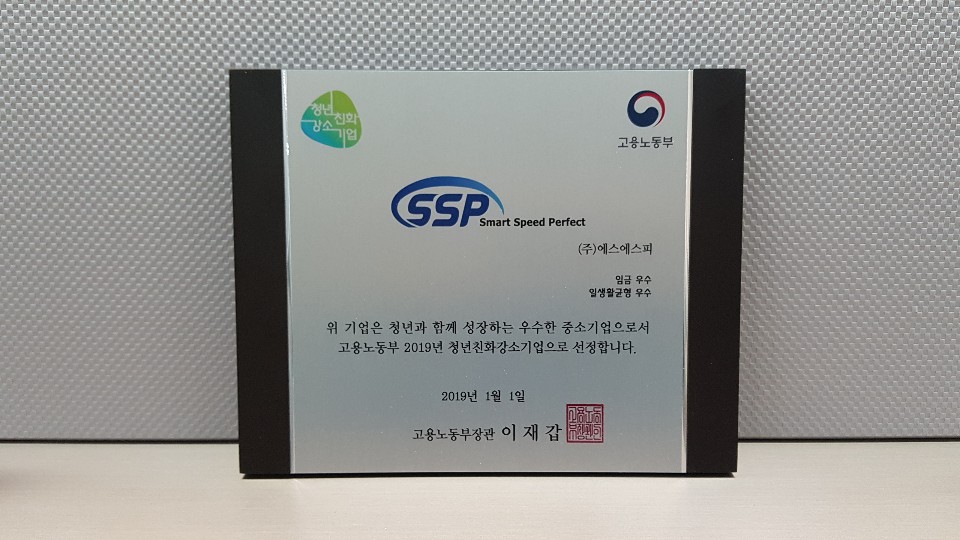 청년친화
강소기업
고용노동부
SSP
Smart Speed Perfect
(주)에스에스피
임금 우수
일생활균형 우수
위 기업은 청년과 함께 성장하는 우수한 중소기업으로서
고용노동부 2019년 청년친화강소기업으로 선정합니다.
2019년 1월 1일
고용노동부장관 이재갑